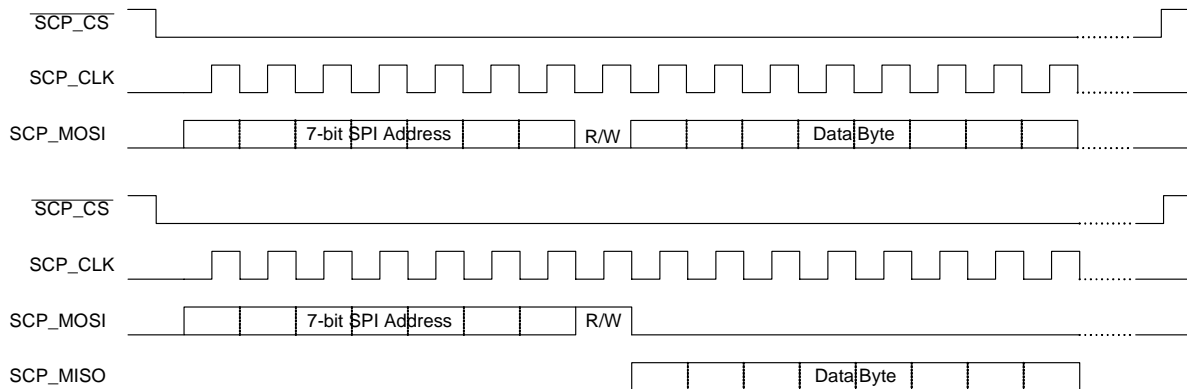 SCP_CS
SCP_CLK
SCP_MOSI 7-bit SPI Address R/W Data Byte
SCP_CS
SCP_CLK
SCP_MOSI 7-bit SPI Address R/W
SCP_MISO Data Byte